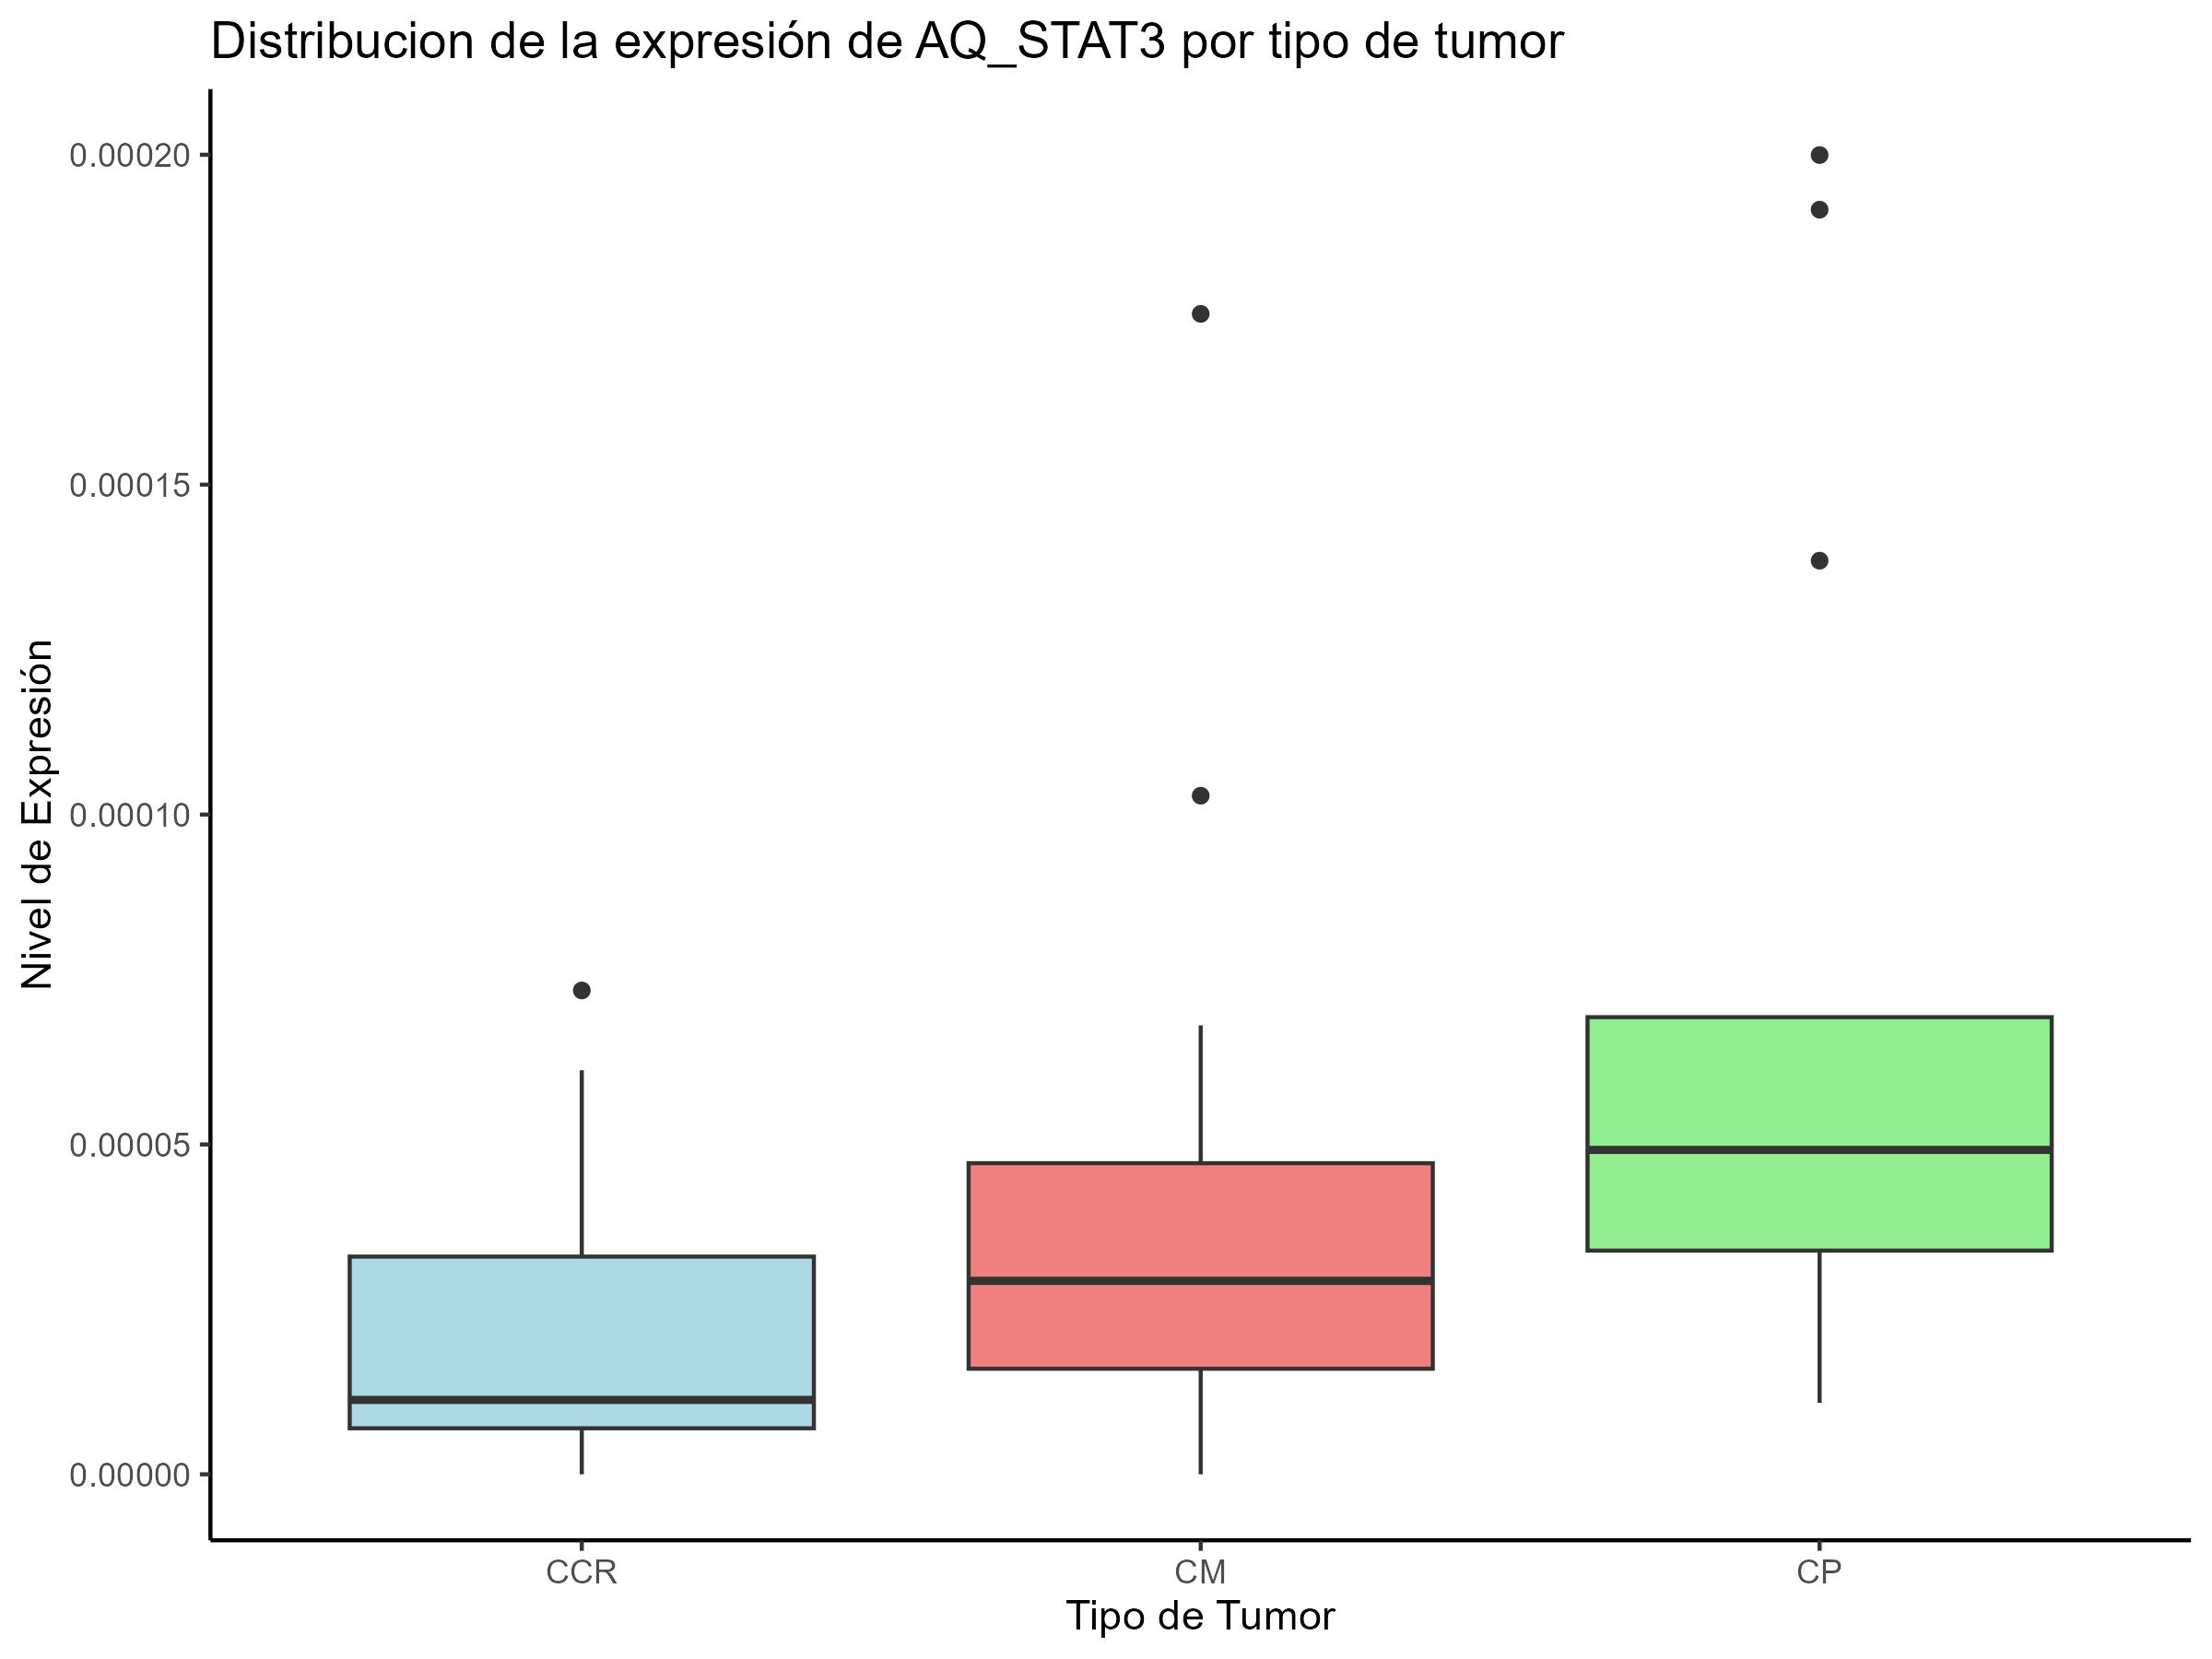 Distribucion de la expresión de AQ_STAT3 por tipo de tumor
Nivel de Expresión
0.00020
0.00015
0.00010
0.00005
0.00000
CCR
CM
CP
Tipo de Tumor